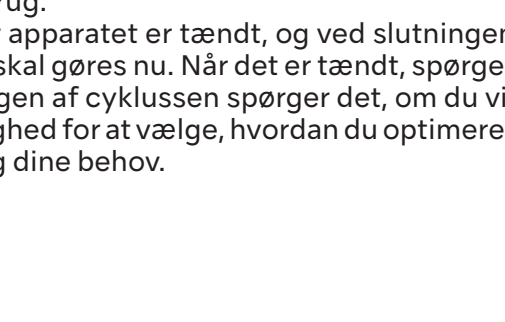 rug.
apparatet er tændt, og ved slutningen
skal gøres nu. Når det er tændt, spørge
gen af cyklussen spørger det, om du vi
ghed for at vælge, hvordan du optimere
g dine behov.